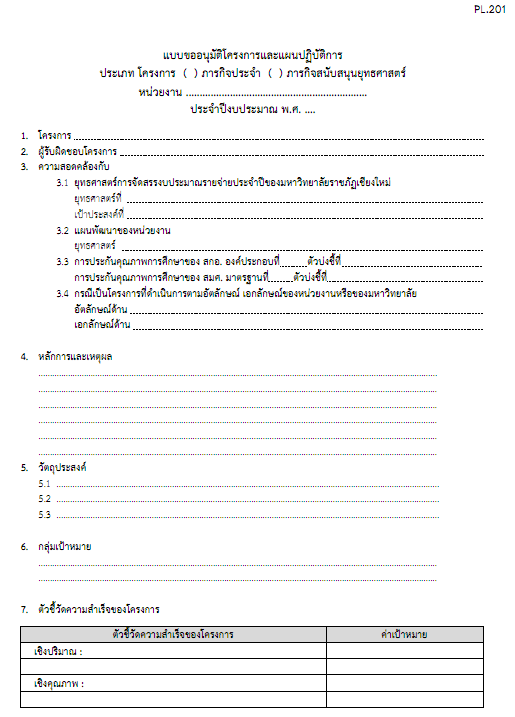 PL.201
แบบขออนุมัติโครงการและแผนปฏิบัติการ
ประเภท โครงการ ( ) ภารกิจประจำ ( ) ภารกิจสนับสนุนยุทธศาสตร์
หน่วยงาน ..................................................................
ประจำปีงบประมาณ พ.ศ. ....
1. โครงการ
2. ผู้รับผิดชอบโครงการ
3. ความสอดคล้องกับ
3.1 ยุทธศาสตร์การจัดสรรงบประมาณรายจ่ายประจำปีของมหาวิทยาลัยราชภัฏเชียงใหม่
ยุทธศาสตร์ที่
เป้าประสงค์ที่
3.2 แผนพัฒนาของหน่วยงาน
ยุทธศาสตร์
3.3 การประกันคุณภาพการศึกษาของ สกอ. องค์ประกอบที่ ตัวบ่งชี้ที่
การประกันคุณภาพการศึกษาของ สมศ. มาตรฐานที่ ตัวบ่งชี้ที่
3.4 กรณีเป็นโครงการที่ดำเนินการตามอัตลักษณ์ เอกลักษณ์ของหน่วยงานหรือของมหาวิทยาลัย
อัตลักษณ์ด้าน
เอกลักษณ์ด้าน
4. หลักการและเหตุผล
5. วัตถุประสงค์
5.1
5.2
5.3
6. กลุ่มเป้าหมาย
7. ตัวชี้วัดความสำเร็จของโครงการ
ตัวชี้วัดความสำเร็จของโครงการ ค่าเป้าหมาย
เชิงปริมาณ :
เชิงคุณภาพ :